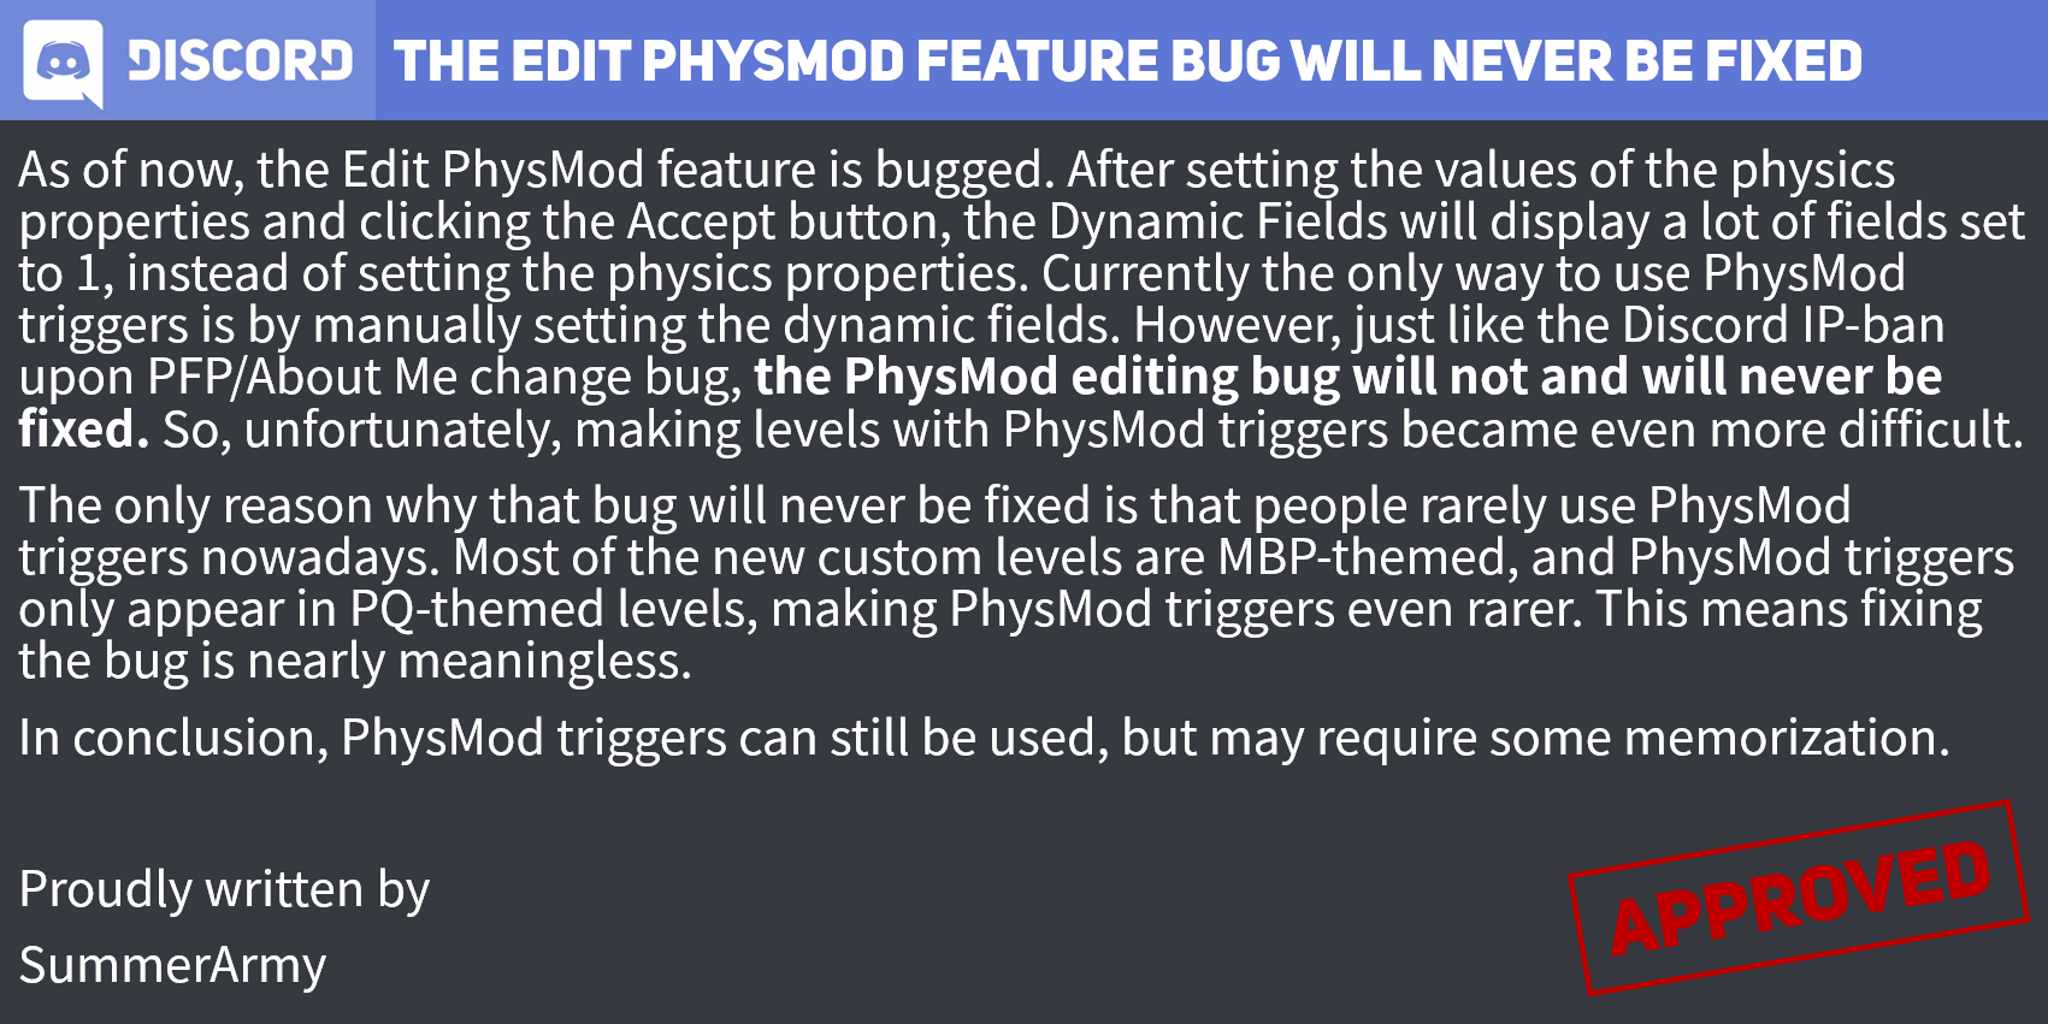 DISCORD THE EDIT PHYSMOD FEATURE BUG WILL NEVER BE FIXED
As of now, the Edit PhysMod feature is bugged. After setting the values of the physics
properties and clicking the Accept button, the Dynamic Fields will display a lot of fields set
to 1, instead of setting the physics properties. Currently the only way to use PhysMod
triggers is by manually setting the dynamic fields. However, just like the Discord IP-ban
upon PFP/About Me change bug, the PhysMod editing bug will not and will never be
fixed. So, unfortunately, making levels with PhysMod triggers became even more difficult.
The only reason why that bug will never be fixed is that people rarely use PhysMod
triggers nowadays. Most of the new custom levels are MBP-themed, and PhysMod triggers
only appear in PQ-themed levels, making PhysMod triggers even rarer. This means fixing
the bug is nearly meaningless.
In conclusion, PhysMod triggers can still be used, but may require some memorization.
Proudly written by
SummerArmy
APPROVED